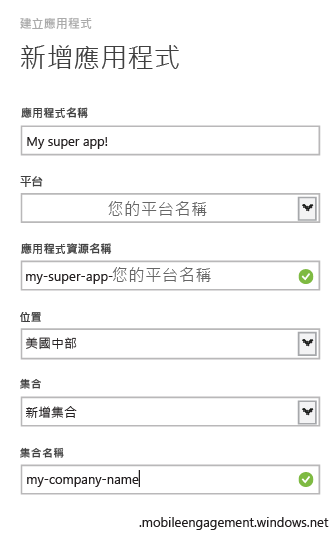 建立應用程式
新增應用程式
應用程式名稱
My super app!
平台
您的平台名稱
應用程式資源名稱
my-super-app-您的平台名稱
位置
美國中部
集合
新增集合
集合名稱
my-company-name
.mobileengagement.windows.net